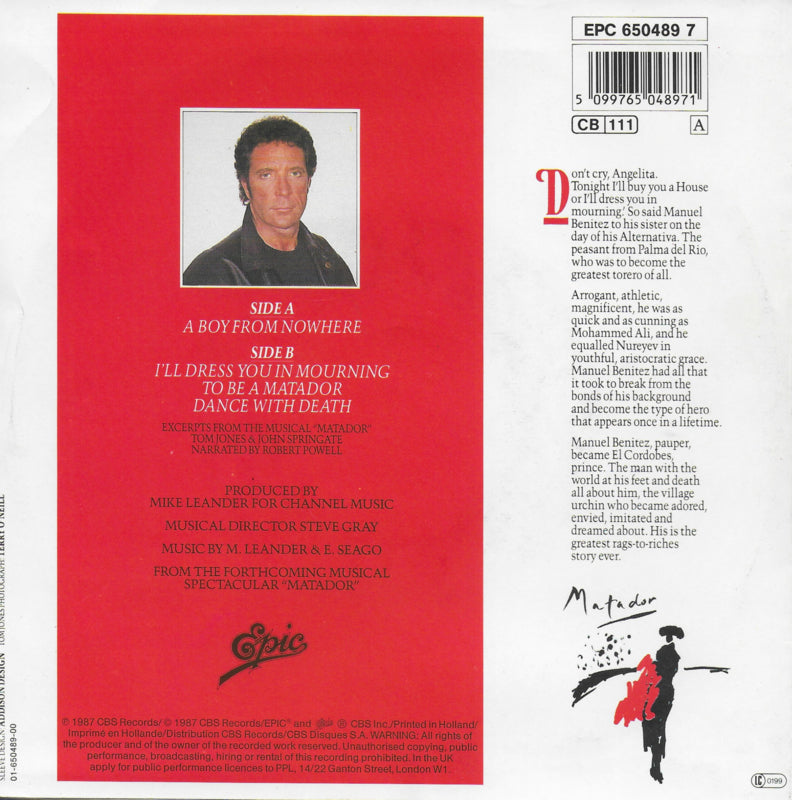 EPC 650489 7
5 099765 048971
CB 111
A
SIDE A
A BOY FROM NOWHERE
SIDE B
I'LL DRESS YOU IN MOURNING
TO BE A MATADOR
DANCE WITH DEATH
EXCERPTS FROM THE MUSICAL "MATADOR"
TOM JONES & JOHN SPRINGATE
NARRATED BY ROBERT POWELL
PRODUCED BY
MIKE LEANDER FOR CHANNEL MUSIC
MUSICAL DIRECTOR STEVE GRAY
MUSIC BY M. LEANDER & E. SEAGO
FROM THE FORTHCOMING MUSICAL
SPECTACULAR "MATADOR"
Epic
℗ 1987 CBS Records/ © 1987 CBS Records/EPIC® and Epic ® CBS Inc./Printed in Holland/
Imprimé en Hollande/Distribution CBS Records/CBS Disques S.A. WARNING: All rights of
the producer and of the owner of the recorded work reserved. Unauthorised copying, public
performance, broadcasting, hiring or rental of this recording prohibited. In the UK
apply for public performance licences to PPL, 14/22 Ganton Street, London W1.
'Don't cry, Angelita.
Tonight I'll buy you a House
or I'll dress you in
mourning.' So said Manuel
Benitez to his sister on the
day of his Alternativa. The
peasant from Palma del Rio,
who was to become the
greatest torero of all.
Arrogant, athletic,
magnificent, he was as
quick and as cunning as
Mohammed Ali, and he
equalled Nureyev in
youthful, aristocratic grace.
Manuel Benitez had all that
it took to break from the
bonds of his background
and become the type of hero
that appears once in a lifetime.
Manuel Benitez, pauper,
became El Cordobes,
prince. The man with the
world at his feet and death
all about him, the village
urchin who became adored,
envied, imitated and
dreamed about. His is the
greatest rags-to-riches
story ever.
Matador
LC 0199
SLEEVE DESIGN: ADDISON DESIGN TOM JONES PHOTOGRAPH: TERRY O'NEILL
01-650489-00